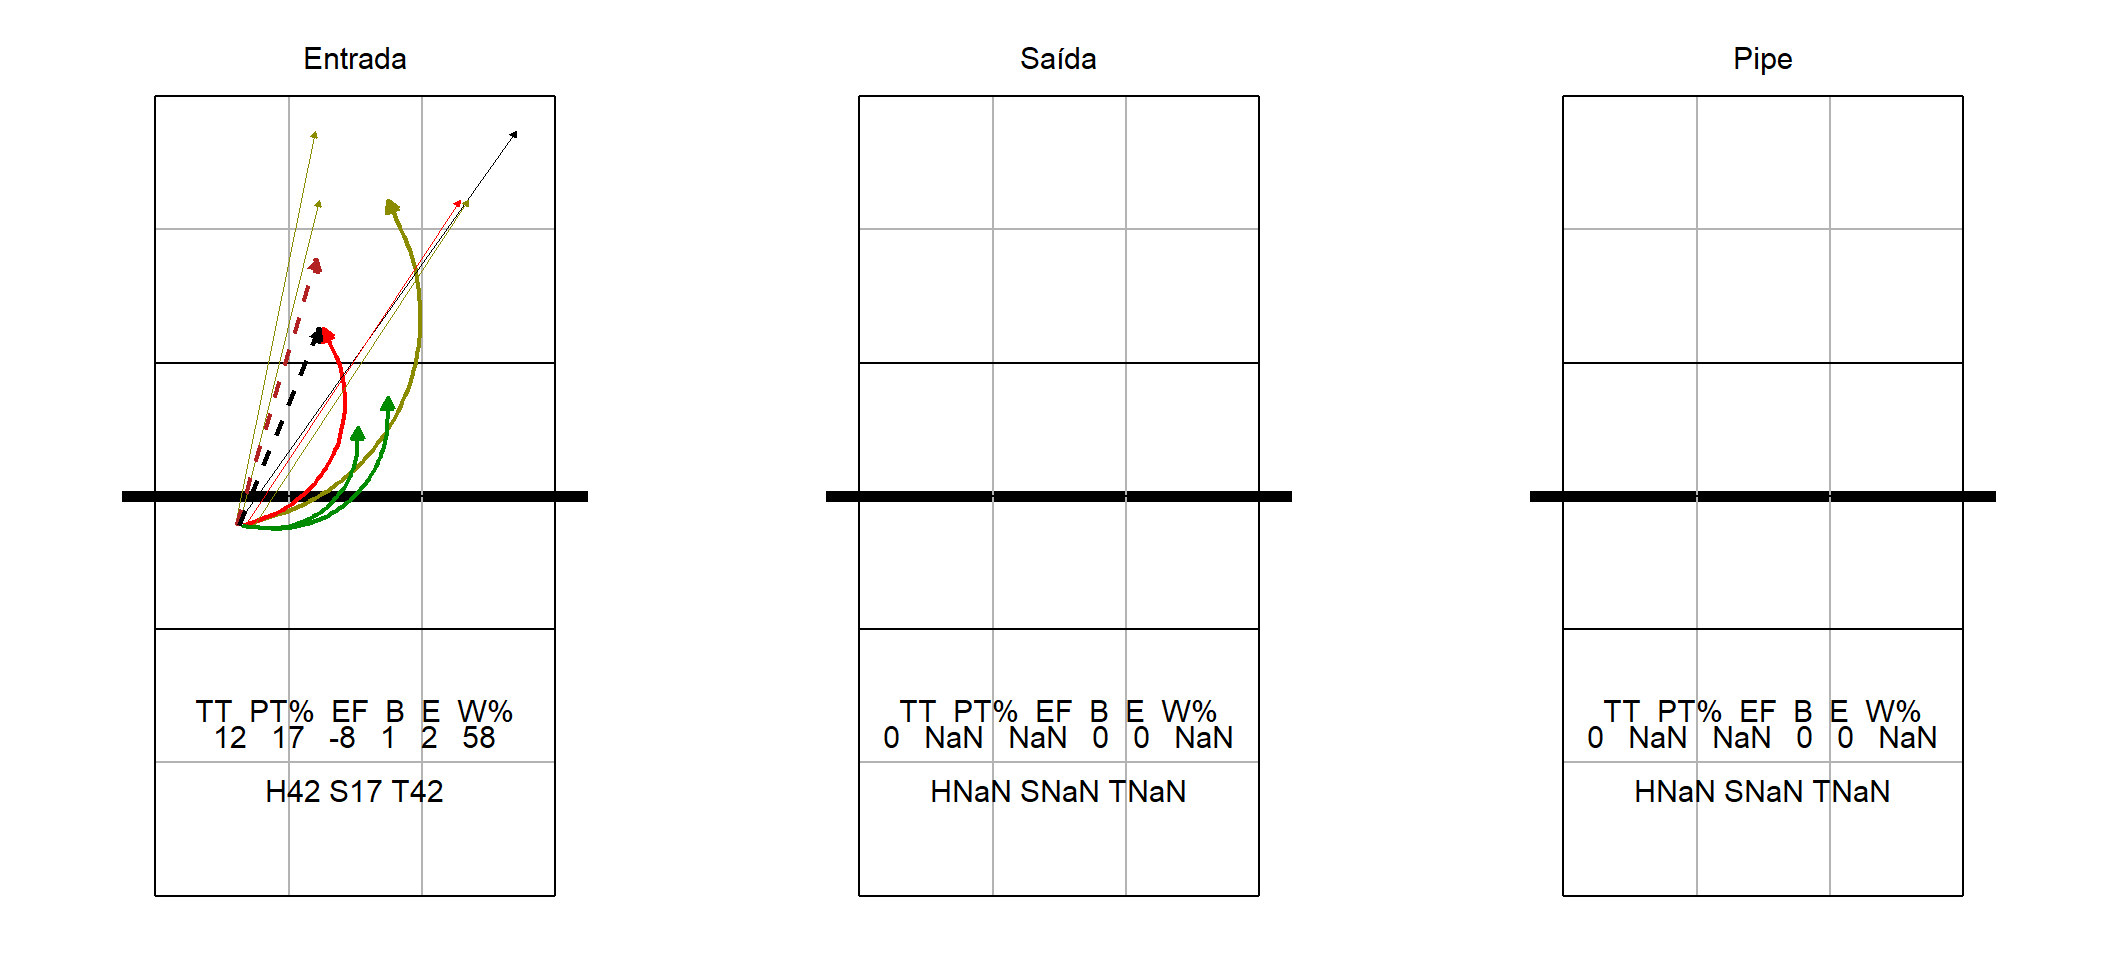 Entrada
TT PT% EF B E W%
12 17 -8 1 2 58
H42 S17 T42
Saída
TT PT% EF B E W%
0 NaN NaN 0 0 NaN
HNaN SNaN TNaN
Pipe
TT PT% EF B E W%
0 NaN NaN 0 0 NaN
HNaN SNaN TNaN